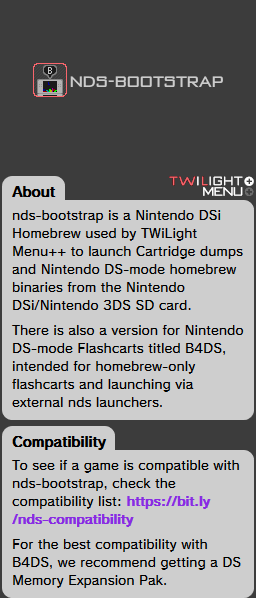 B
NDS-BOOTSTRAP
TWiLIGHT
MENU
About
nds-bootstrap is a Nintendo DSi
Homebrew used by TWiLight
Menu++ to launch Cartridge dumps
and Nintendo DS-mode homebrew
binaries from the Nintendo
DSi/Nintendo 3DS SD card.
There is also a version for Nintendo
DS-mode Flashcarts titled B4DS,
intended for homebrew-only
flashcarts and launching via
external nds launchers.
Compatibility
To see if a game is compatible with
nds-bootstrap, check the
compatibility list: https://bit.ly
/nds-compatibility
For the best compatibility with
B4DS, we recommend getting a DS
Memory Expansion Pak.